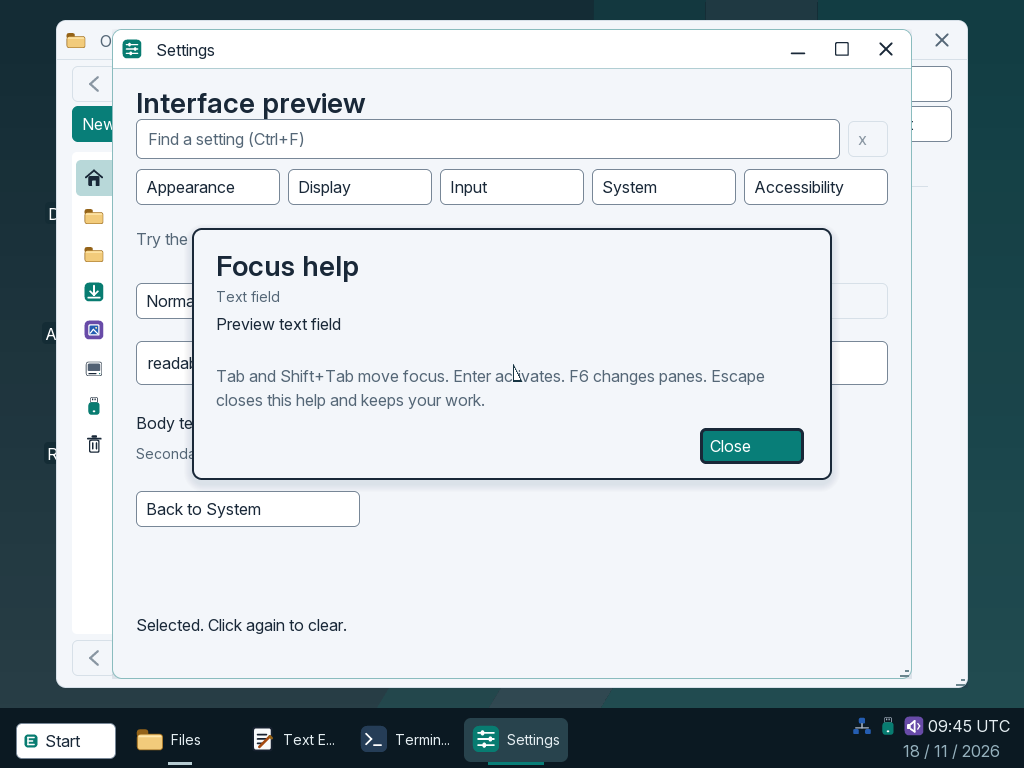 O
Settings
Interface preview
Find a setting (Ctrl+F)
x
New
Appearance
Display
Input
System
Accessibility
Try the
Focus help
Text field
Preview text field
Norma
readab
Tab and Shift+Tab move focus. Enter activates. F6 changes panes. Escape
closes this help and keeps your work.
Body te
Seconda
Close
Back to System
Selected. Click again to clear.
D
A
R
Start
Files
Text E...
Termin...
Settings
09:45 UTC
18 / 11 / 2026